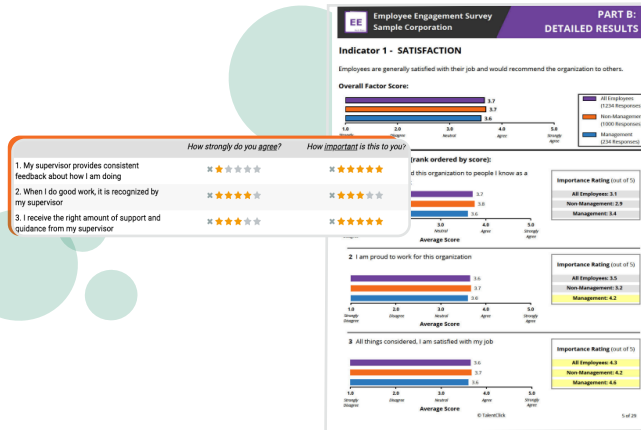 EE
Employee Engagement Survey
Sample Corporation
PART B:
DETAILED RESULTS
Indicator 1 - SATISFACTION
Employees are generally satisfied with their job and would recommend the organization to others.
Overall Factor Score:
3.7
3.7
3.6
1.0 2.0 3.0 4.0 5.0
Strongly Disagree Neutral Agree Strongly
Agree
All Employees
(1234 Responses)
Non-Management
(1000 Responses)
Management
(234 Responses)
How strongly do you agree? How important is this to you?
1. My supervisor provides consistent
feedback about how I am doing
2. When I do good work, it is recognized by
my supervisor
3. I receive the right amount of support and
guidance from my supervisor
(rank ordered by score):
d this organization to people I know as a
3.7
3.8
3.6
3.0 4.0 5.0
Neutral Agree Strongly
Agree
Average Score
Importance Rating (out of 5)
All Employees: 3.1
Non-Management: 2.9
Management: 3.4
2 I am proud to work for this organization
3.6
3.7
3.6
1.0 2.0 3.0 4.0 5.0
Strongly Disagree Neutral Agree Strongly
Disagree Agree
Average Score
Importance Rating (out of 5)
All Employees: 3.5
Non-Management: 3.2
Management: 4.2
3 All things considered, I am satisfied with my job
3.6
3.7
3.6
1.0 2.0 3.0 4.0 5.0
Strongly Disagree Neutral Agree Strongly
Disagree Agree
Average Score
Importance Rating (out of 5)
All Employees: 4.3
Non-Management: 4.2
Management: 4.6
© TalentClick
5 of 29